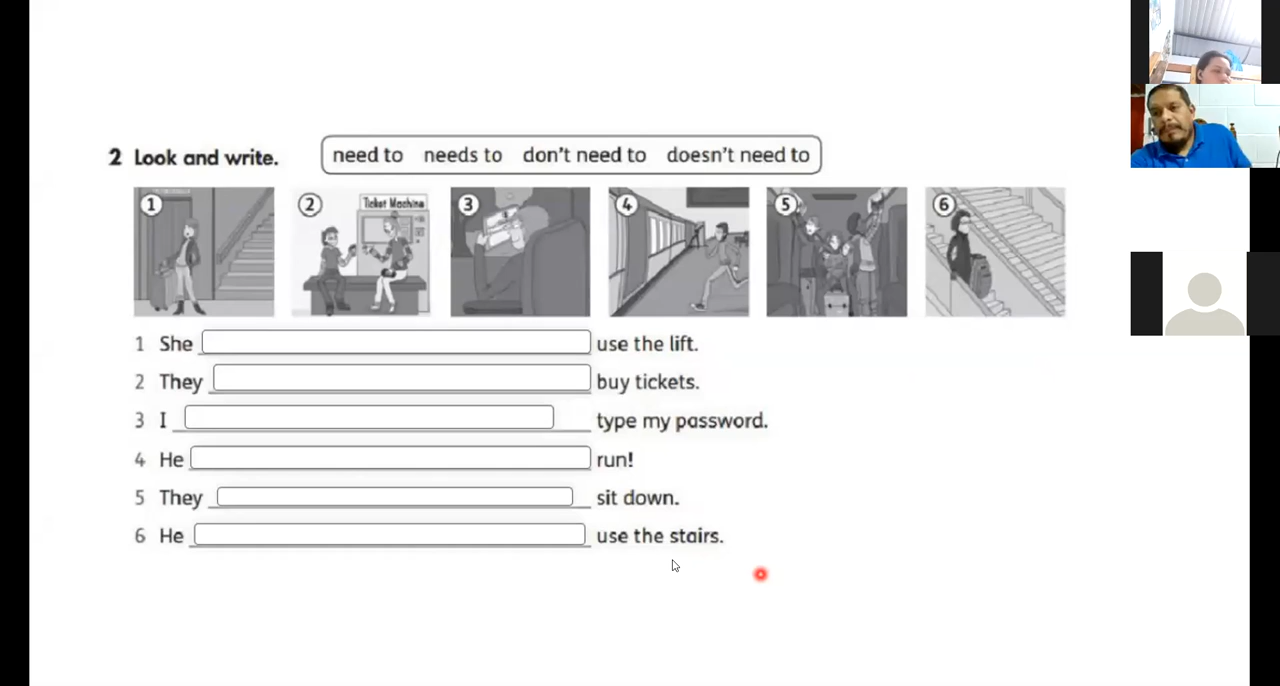 2 Look and write.
need to needs to don't need to doesn't need to
1 2 3 4 5 6
Ticket Machine
1 She use the lift.
2 They buy tickets.
3 I type my password.
4 He run!
5 They sit down.
6 He use the stairs.